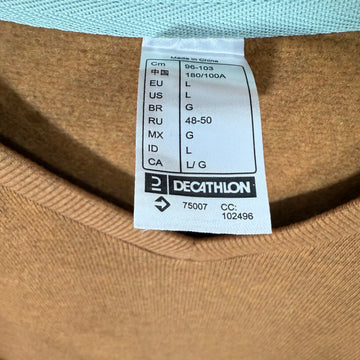 Made in China
Cm 96-103
中国 180/100A
EU L
US L
BR G
RU 48-50
MX G
ID L
CA L/ G
DECATHLON
75007 CC:
102496